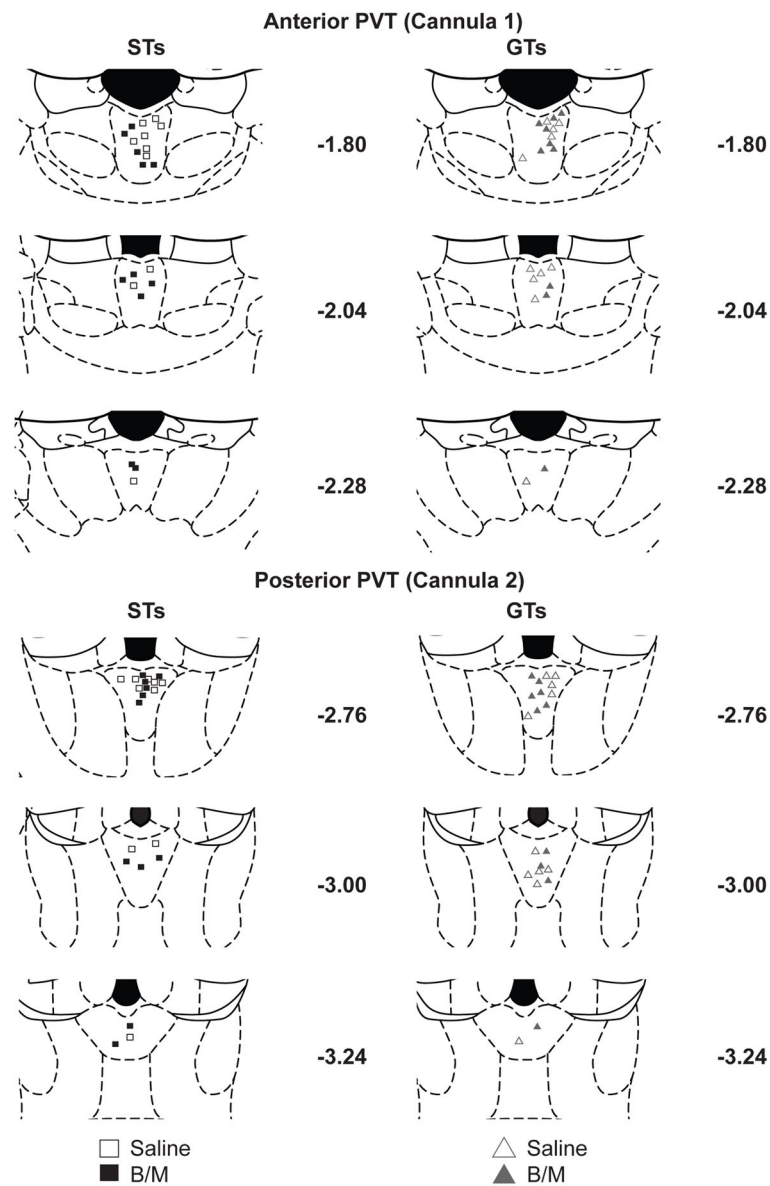 Anterior PVT (Cannula 1)
STs GTs
-1.80 -1.80
-2.04 -2.04
-2.28 -2.28
Posterior PVT (Cannula 2)
STs GTs
-2.76 -2.76
-3.00 -3.00
-3.24 -3.24
Saline Saline
B/M B/M